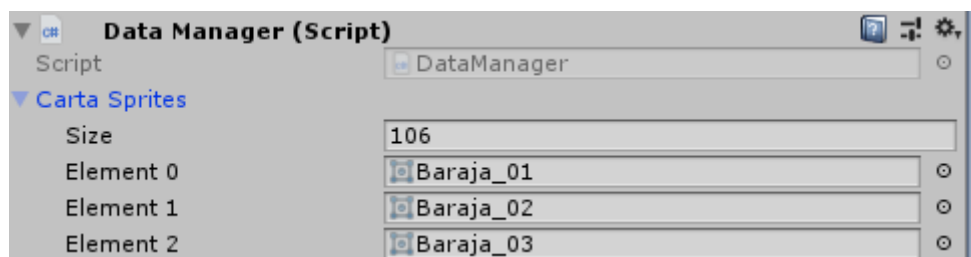 Data Manager (Script)
Script DataManager
Carta Sprites
Size 106
Element 0 Baraja_01
Element 1 Baraja_02
Element 2 Baraja_03